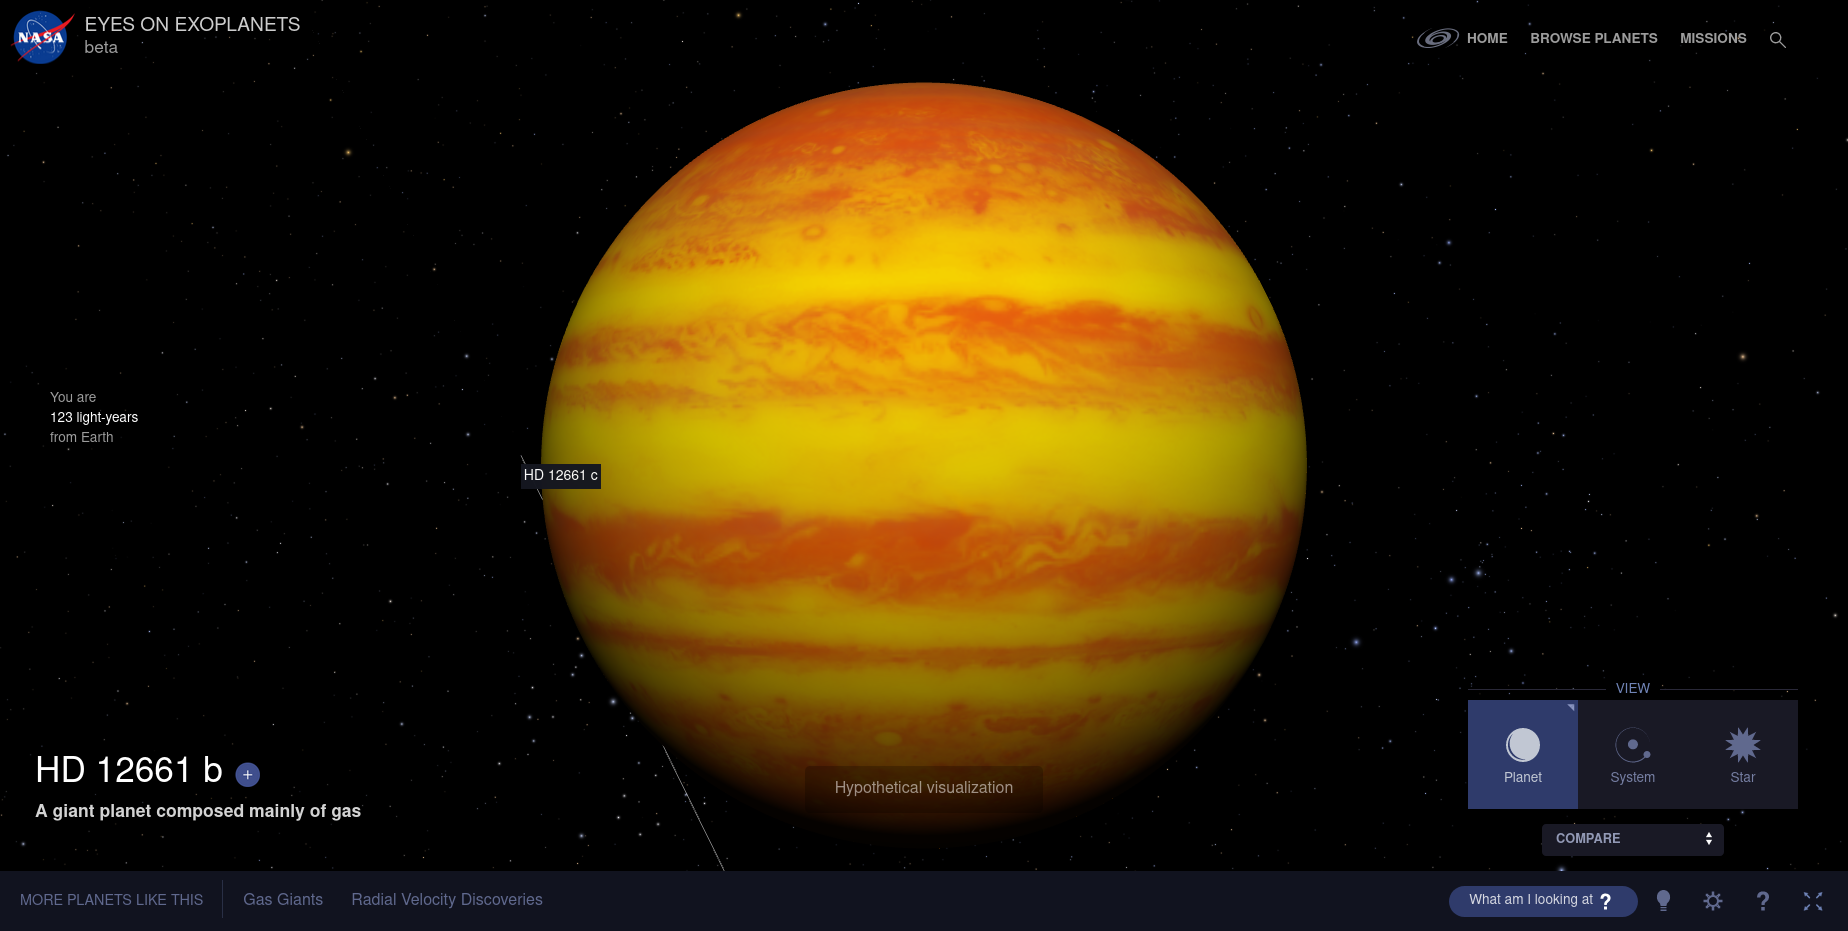 NASA
EYES ON EXOPLANETS
beta
HOME
BROWSE PLANETS
MISSIONS
You are
123 light-years
from Earth
HD 12661 c
VIEW
Planet
System
Star
HD 12661 b +
A giant planet composed mainly of gas
Hypothetical visualization
COMPARE
MORE PLANETS LIKE THIS
Gas Giants
Radial Velocity Discoveries
What am I looking at ?
?